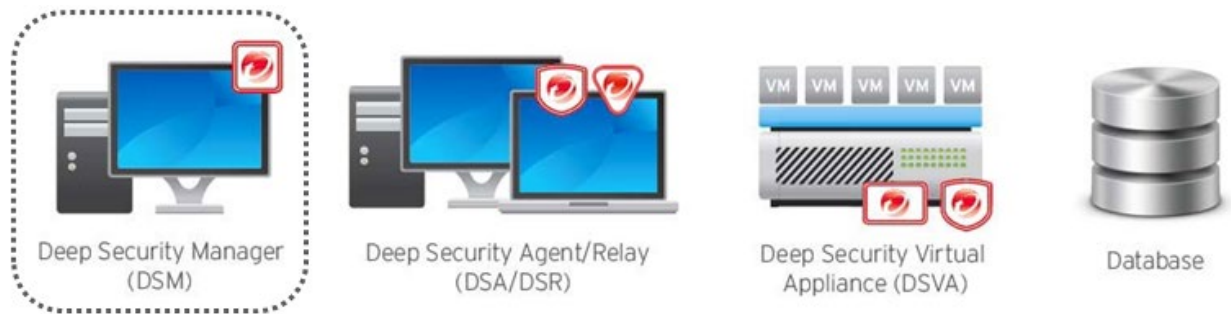 VM VM VM VM VM
Deep Security Manager
(DSM)
Deep Security Agent/Relay
(DSA/DSR)
Deep Security Virtual
Appliance (DSVA)
Database